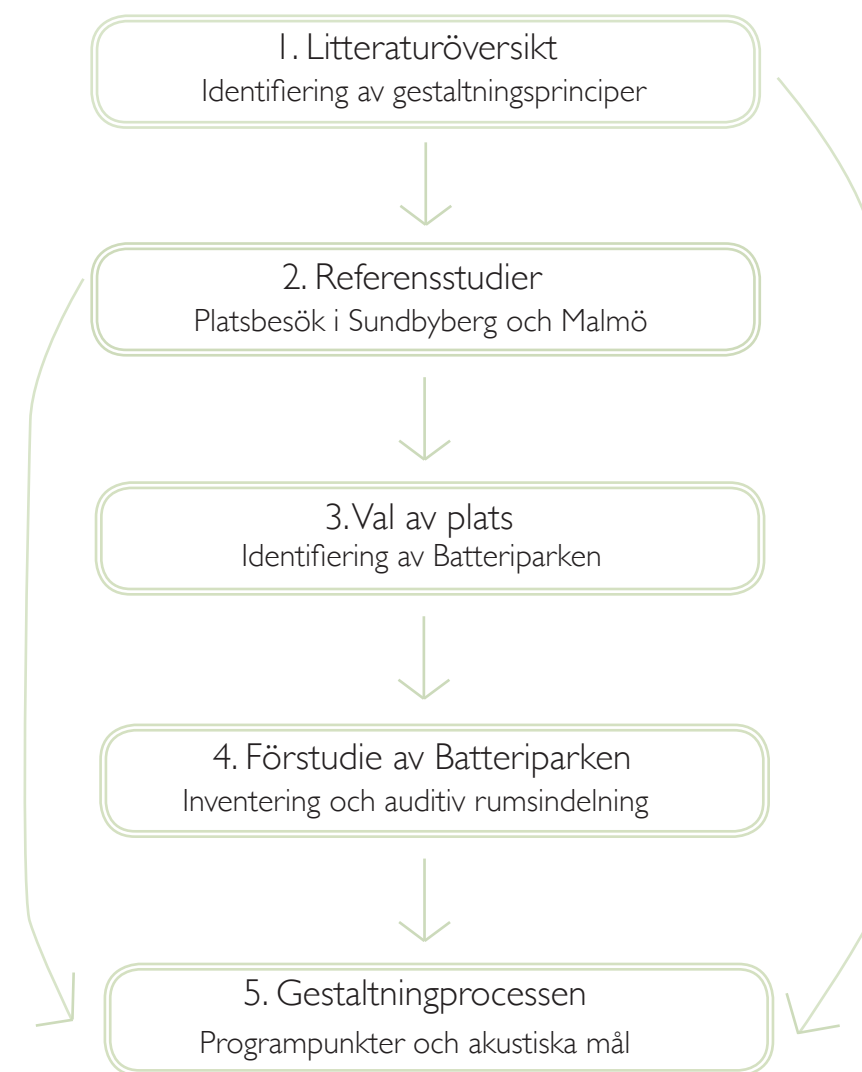 1. Litteraturöversikt
Identifiering av gestaltningsprinciper
2. Referensstudier
Platsbesök i Sundbyberg och Malmö
3. Val av plats
Identifiering av Batteriparken
4. Förstudie av Batteriparken
Inventering och auditiv rumsindelning
5. Gestaltningprocessen
Programpunkter och akustiska mål